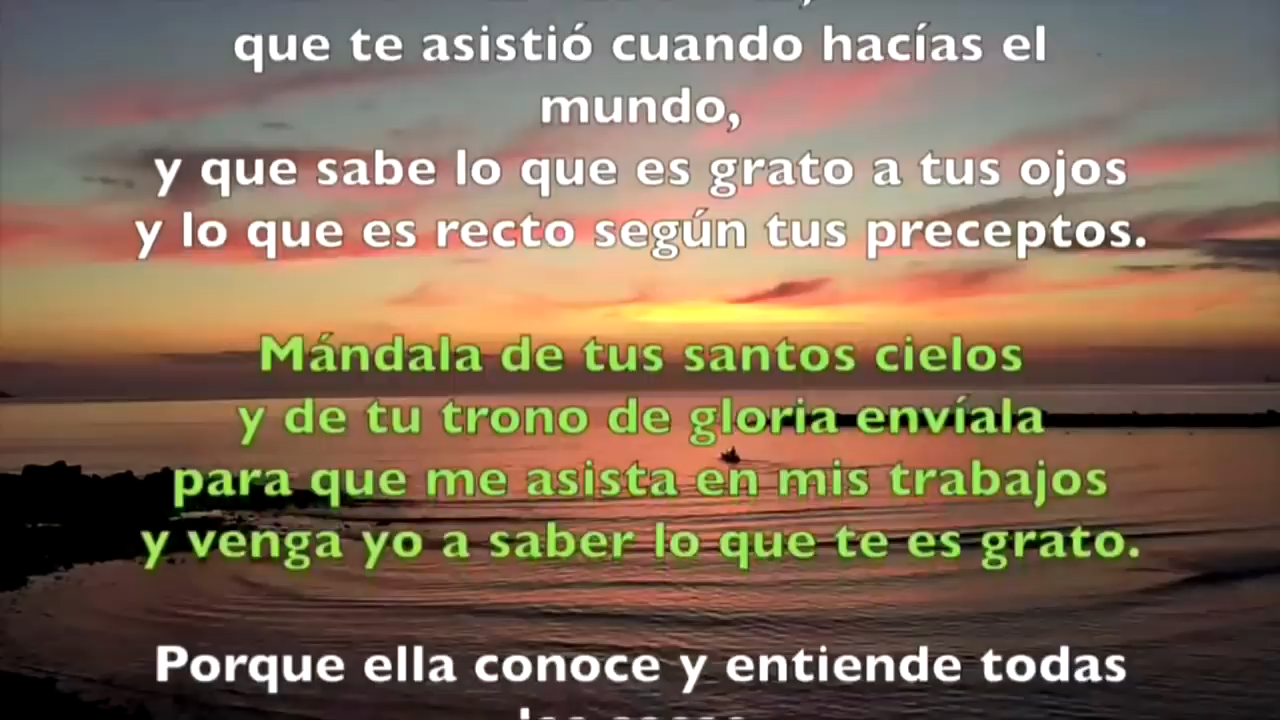 que te asistió cuando hacías el
mundo,
y que sabe lo que es grato a tus ojos
y lo que es recto según tus preceptos.
Mándala de tus santos cielos
y de tu trono de gloria envíala
para que me asista en mis trabajos
y venga yo a saber lo que te es grato.
Porque ella conoce y entiende todas